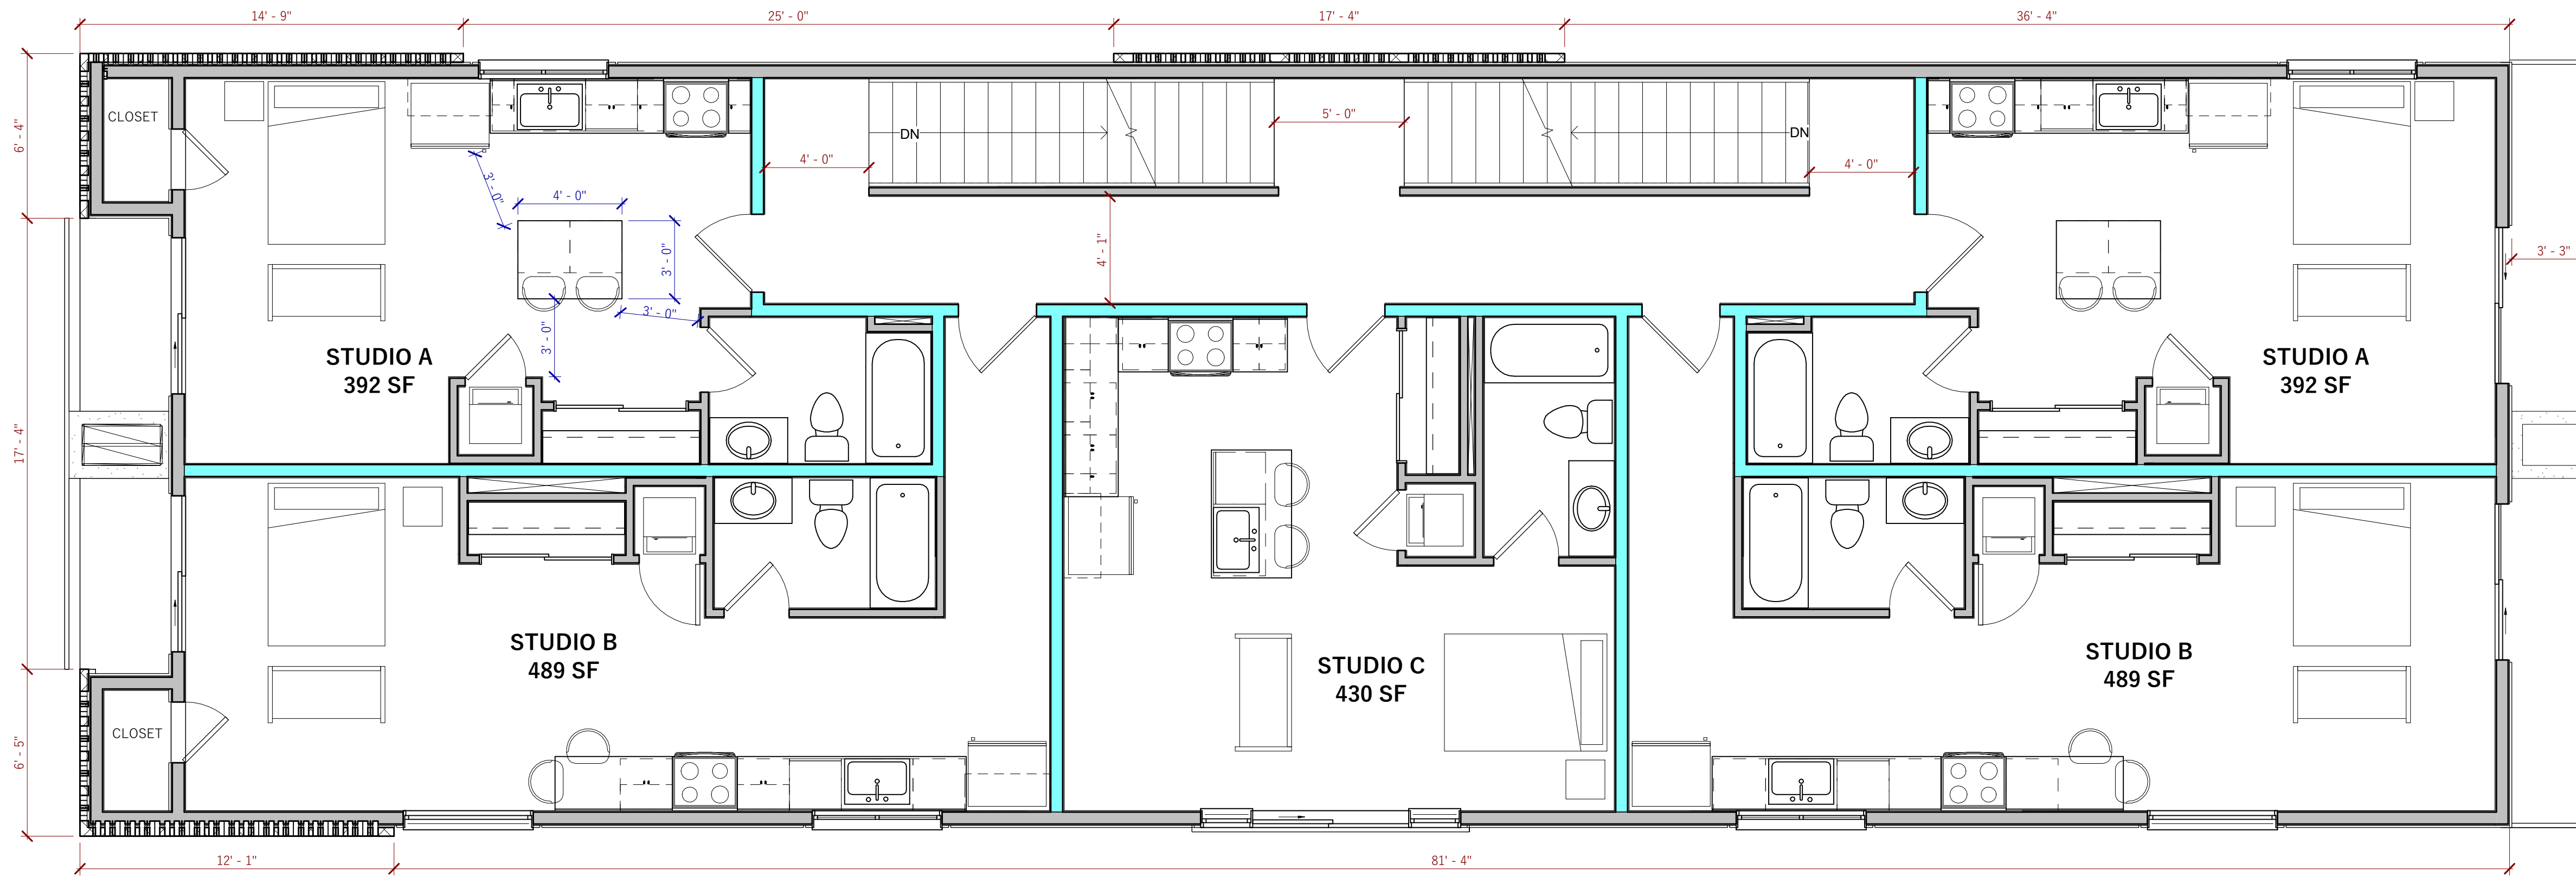 14' - 9"
25' - 0"
17' - 4"
36' - 4"
6' - 4"
CLOSET
DN
5' - 0"
DN
4' - 0"
4' - 0"
3' - 0"
4' - 0"
3' - 0"
4' - 1"
3' - 3"
3' - 0"
3' - 0"
STUDIO A
392 SF
STUDIO A
392 SF
17' - 4"
STUDIO B
489 SF
STUDIO C
430 SF
STUDIO B
489 SF
CLOSET
6' - 5"
12' - 1"
81' - 4"